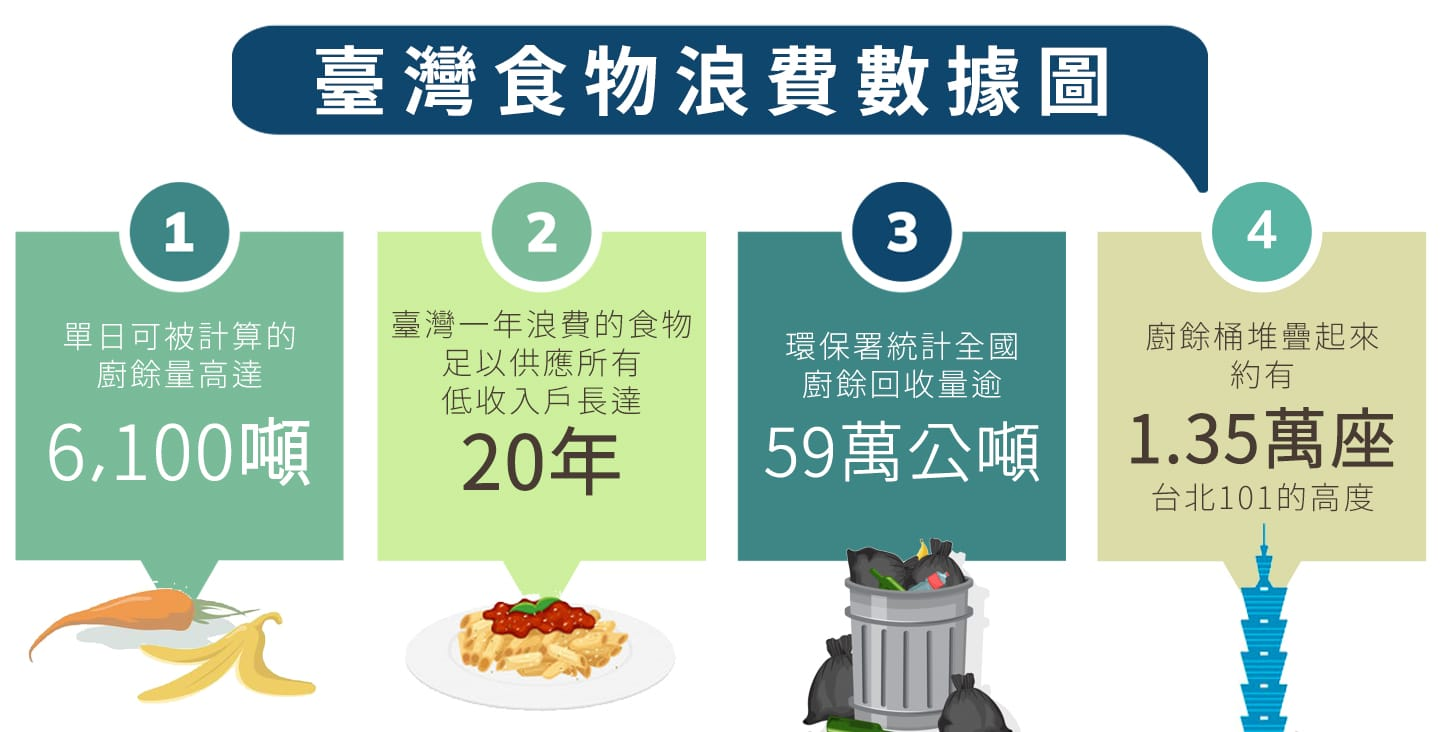 臺灣食物浪費數據圖
1
單日可被計算的
廚餘量高達
6,100噸
2
臺灣一年浪費的食物
足以供應所有
低收入戶長達
20年
3
環保署統計全國
廚餘回收量逾
59萬公噸
4
廚餘桶堆疊起來
約有
1.35萬座
台北101的高度